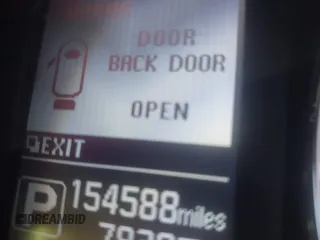 DOOR
BACK DOOR
OPEN
EXIT
P 154588miles
DREAMBID